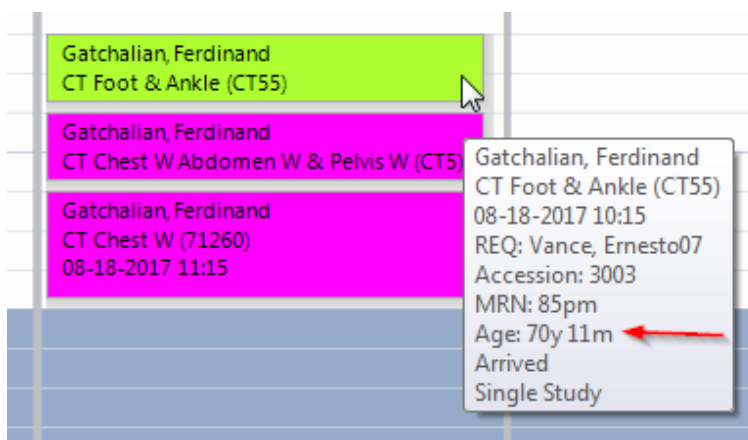 Gatchalian, Ferdinand
CT Foot & Ankle (CT55)
Gatchalian, Ferdinand
CT Chest W Abdomen W & Pelvis W (CT5)
Gatchalian, Ferdinand
CT Chest W (71260)
08-18-2017 11:15
Gatchalian, Ferdinand
CT Foot & Ankle (CT55)
08-18-2017 10:15
REQ: Vance, Ernesto07
Accession: 3003
MRN: 85pm
Age: 70y 11m
Arrived
Single Study